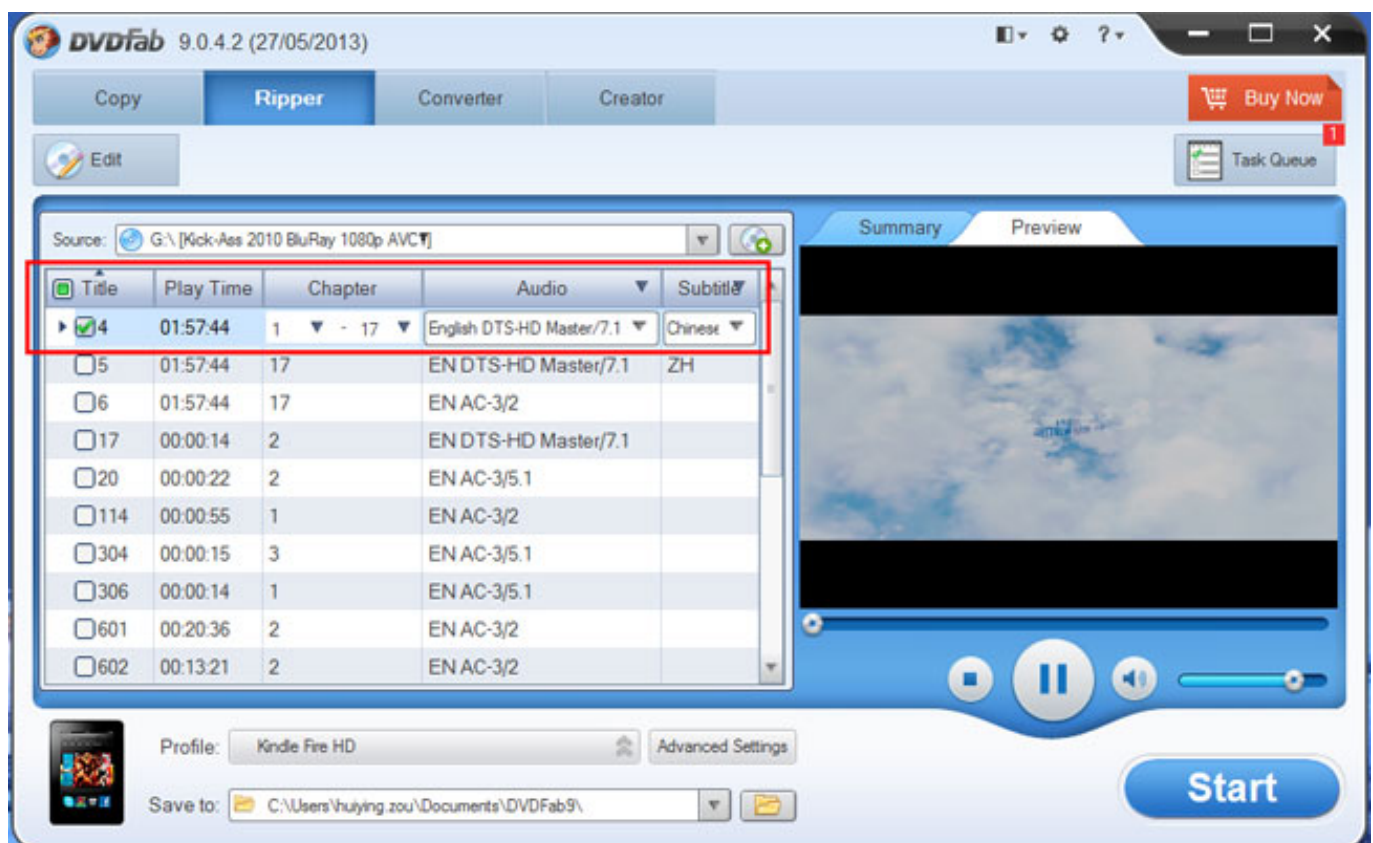 DVDFab 9.0.4.2 (27/05/2013) ?
Copy Ripper Converter Creator Buy Now
1
Edit Task Queue
Source: G:\ [Kick-Ass 2010 BluRay 1080p AVC¶] Summary Preview
Title Play Time Chapter Audio Subtitle
4 01:57:44 1 - 17 English DTS-HD Master/7.1 Chinese
5 01:57:44 17 EN DTS-HD Master/7.1 ZH
6 01:57:44 17 EN AC-3/2
17 00:00:14 2 EN DTS-HD Master/7.1
20 00:00:22 2 EN AC-3/5.1
114 00:00:55 1 EN AC-3/2
304 00:00:15 3 EN AC-3/5.1
306 00:00:14 1 EN AC-3/5.1
601 00:20:36 2 EN AC-3/2
602 00:13:21 2 EN AC-3/2
Profile: Kindle Fire HD Advanced Settings
Save to: C:\Users\huiying.zou\Documents\DVDFab9\
Start